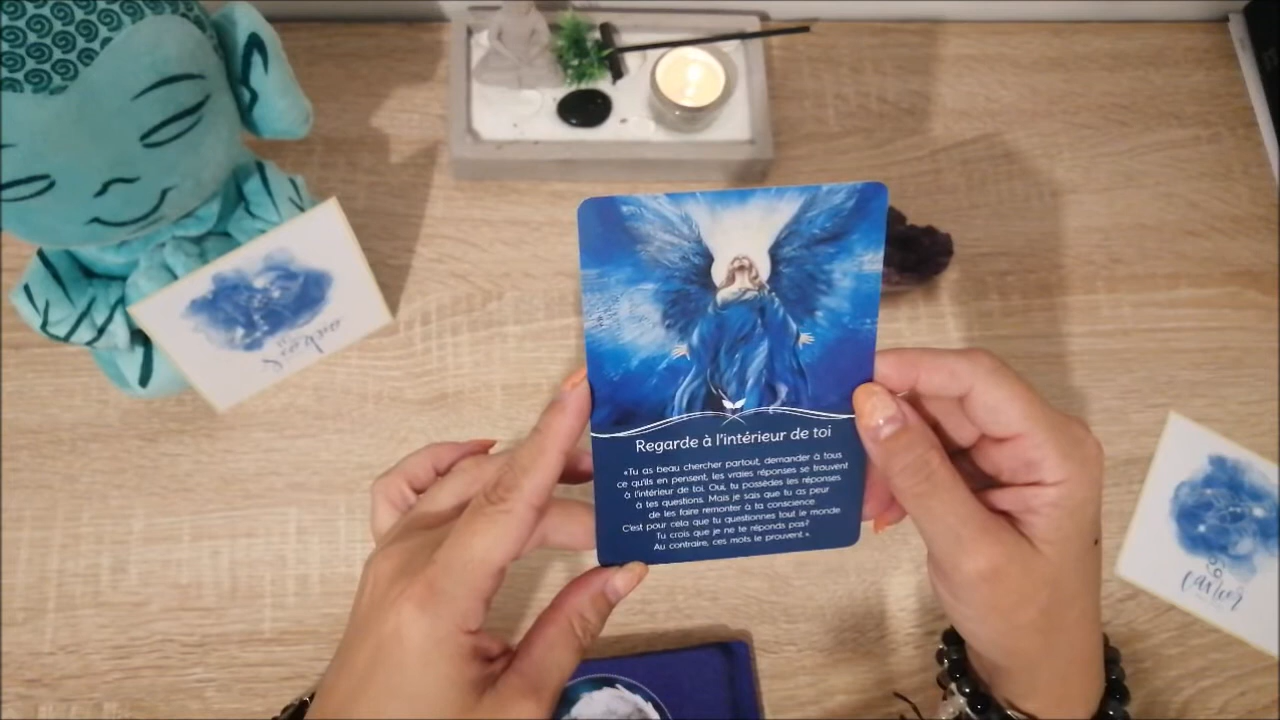 Regarde à l'intérieur de toi
«Tu as beau chercher partout, demander à tous
ce qu'ils en pensent, les vraies réponses se trouvent
à l'intérieur de toi. Oui, tu possèdes les réponses
à tes questions. Mais je sais que tu as peur
de les faire remonter à ta conscience
C'est pour cela que tu questionnes tout le monde
Tu crois que je ne te réponds pas?
Au contraire, ces mots le prouvent.»
cancer